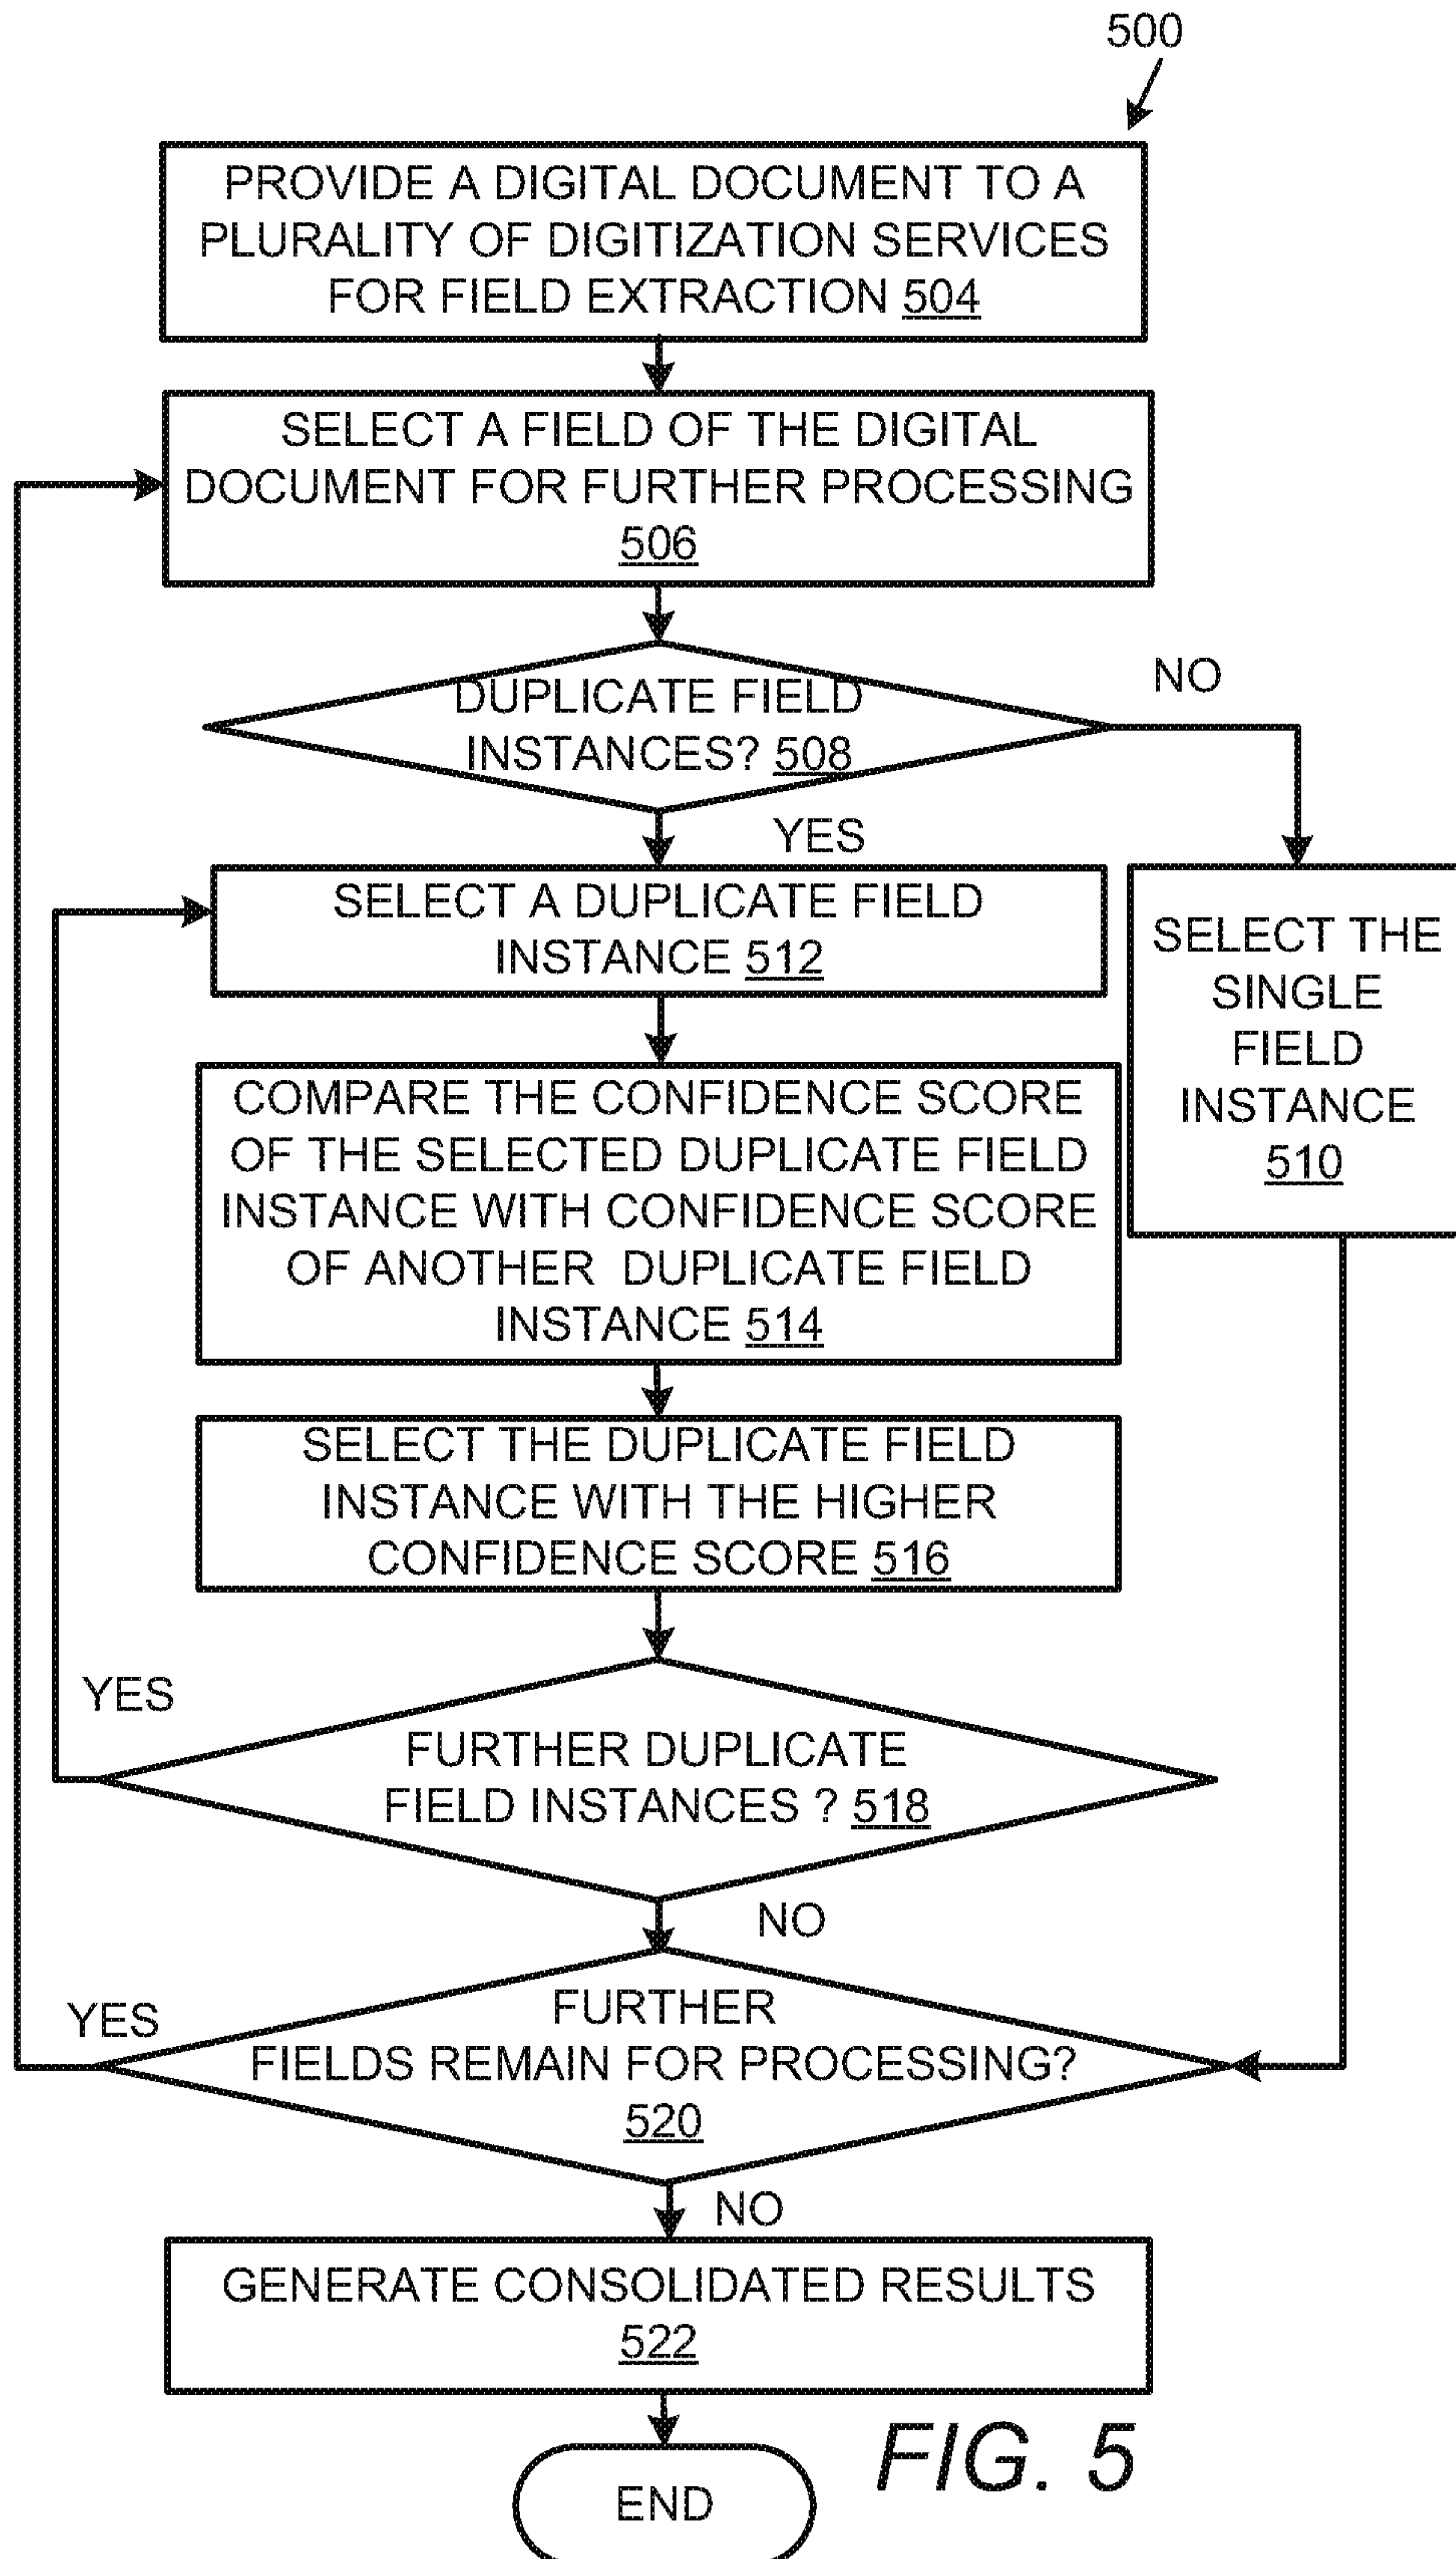 500
PROVIDE A DIGITAL DOCUMENT TO A
PLURALITY OF DIGITIZATION SERVICES
FOR FIELD EXTRACTION 504
SELECT A FIELD OF THE DIGITAL
DOCUMENT FOR FURTHER PROCESSING
506
DUPLICATE FIELD
INSTANCES? 508
NO
YES
SELECT A DUPLICATE FIELD
INSTANCE 512
SELECT THE
SINGLE
FIELD
INSTANCE
510
COMPARE THE CONFIDENCE SCORE
OF THE SELECTED DUPLICATE FIELD
INSTANCE WITH CONFIDENCE SCORE
OF ANOTHER DUPLICATE FIELD
INSTANCE 514
SELECT THE DUPLICATE FIELD
INSTANCE WITH THE HIGHER
CONFIDENCE SCORE 516
YES
FURTHER DUPLICATE
FIELD INSTANCES ? 518
NO
YES
FURTHER
FIELDS REMAIN FOR PROCESSING?
520
NO
GENERATE CONSOLIDATED RESULTS
522
END
FIG. 5